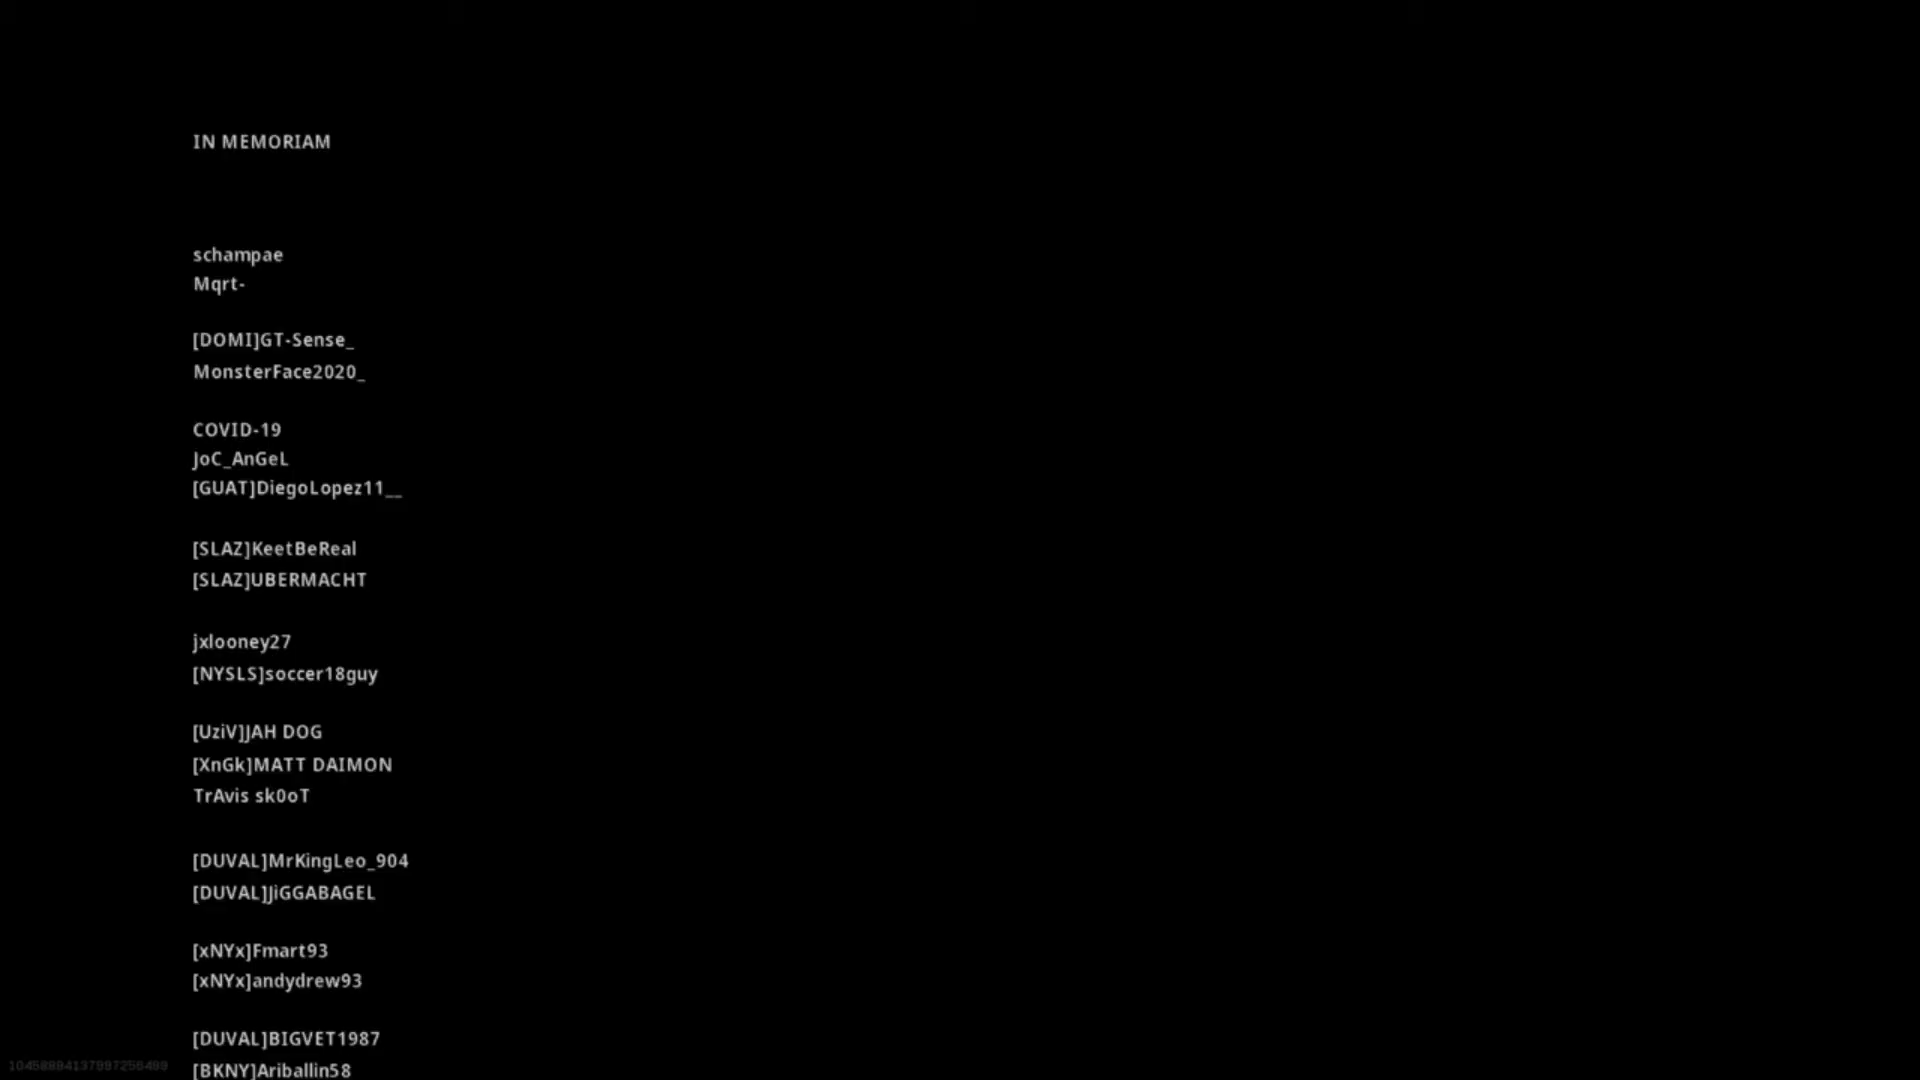 IN MEMORIAM
schampae
Mqrt-
[DOMI]GT-Sense_
MonsterFace2020_
COVID-19
JoC_AnGeL
[GUAT]DiegoLopez11__
[SLAZ]KeetBeReal
[SLAZ]UBERMACHT
jxlooney27
[NYSLS]soccer18guy
[UziV]JAH DOG
[XnGk]MATT DAIMON
TrAvis sk0oT
[DUVAL]MrKingLeo_904
[DUVAL]JiGGABAGEL
[xNYx]Fmart93
[xNYx]andydrew93
[DUVAL]BIGVET1987
[BKNY]Ariballin58